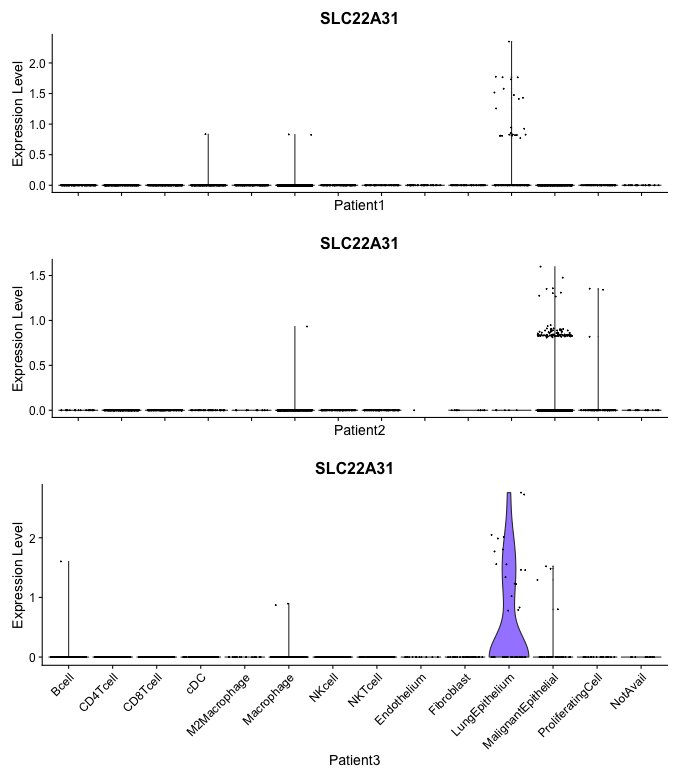 SLC22A31
Expression Level
2.0
1.5
1.0
0.5
0.0
Patient1
SLC22A31
Expression Level
1.5
1.0
0.5
0.0
Patient2
SLC22A31
Expression Level
2
1
0
Bcell
CD4Tcell
CD8Tcell
cDC
M2Macrophage
Macrophage
NKcell
NKTcell
Endothelium
Fibroblast
LungEpithelium
MalignantEpithelial
ProliferatingCell
NotAvail
Patient3